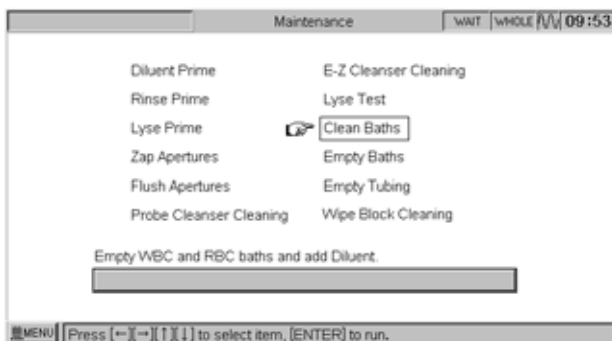 Maintenance WAIT WHOLE 09:53
Diluent Prime E-Z Cleanser Cleaning
Rinse Prime Lyse Test
Lyse Prime Clean Baths
Zap Apertures Empty Baths
Flush Apertures Empty Tubing
Probe Cleanser Cleaning Wipe Block Cleaning
Empty WBC and RBC baths and add Diluent.
MENU Press [←][→][↑][↓] to select item, [ENTER] to run.